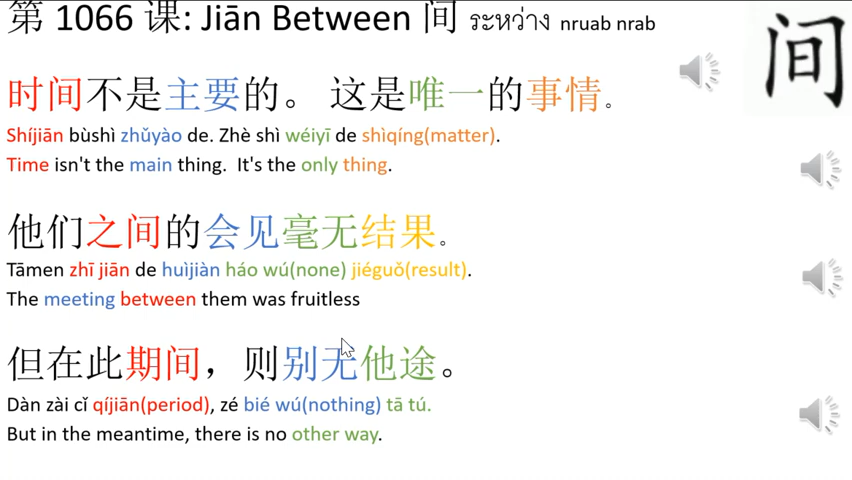 第 1066 课: Jiān Between 间 ระหว่าง nruab nrab
间
时间不是主要的。 这是唯一的事情。
Shíjiān bùshì zhǔyào de. Zhè shì wéiyī de shìqíng(matter).
Time isn't the main thing. It's the only thing.
他们之间的会见毫无结果。
Tāmen zhī jiān de huìjiàn háo wú(none) jiéguǒ(result).
The meeting between them was fruitless
但在此期间，则别无他途。
Dàn zài cǐ qíjiān(period), zé bié wú(nothing) tā tú.
But in the meantime, there is no other way.